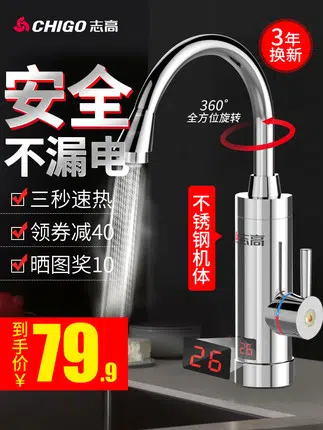 CHIGO 志高
3年
换新
安全
不漏电
360°
全方位旋转
三秒速热
领券减40
晒图奖10
不锈钢机体
志高
到手价
79.9
26
26